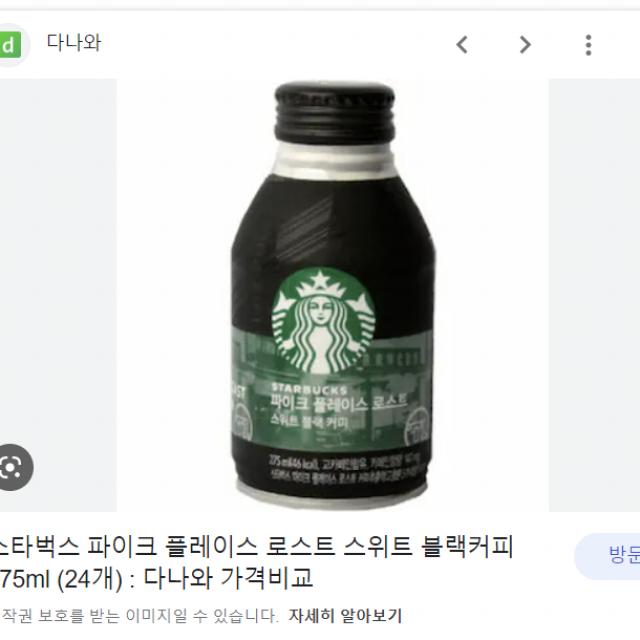 d 다나와
STARBUCKS
파이크 플레이스 로스트
스위트 블랙 커피
스타벅스 파이크 플레이스 로스트 스위트 블랙커피
75ml (24개) : 다나와 가격비교
작권 보호를 받는 이미지일 수 있습니다. 자세히 알아보기
방문